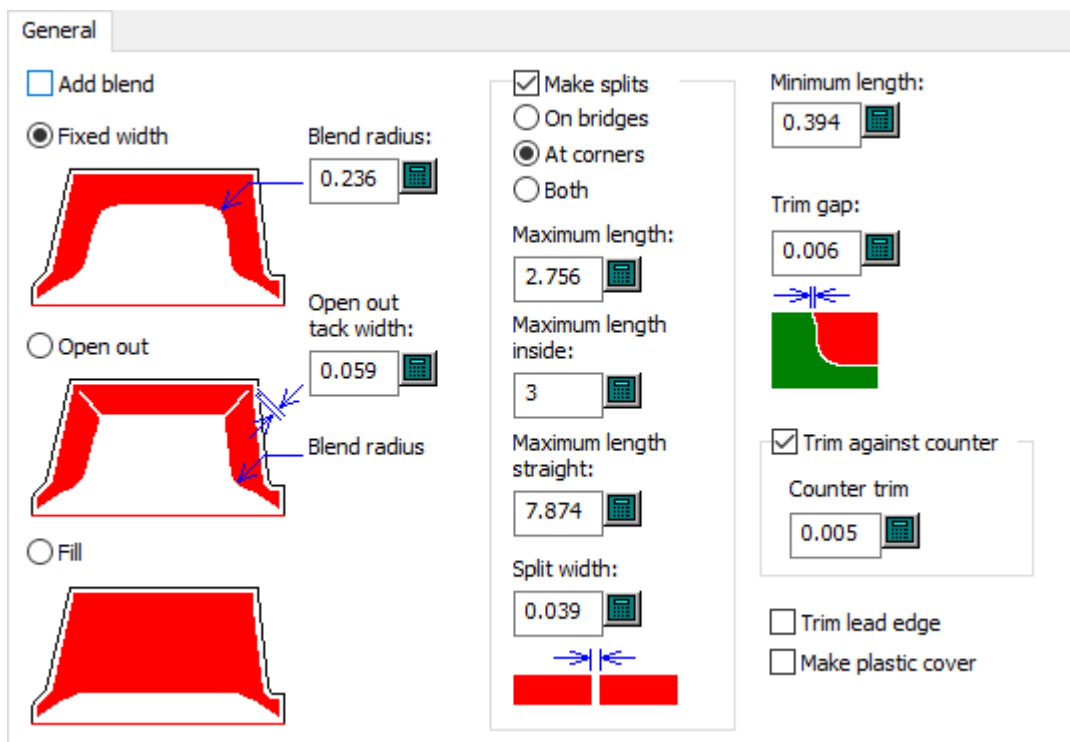 General
Add blend
Fixed width
Blend radius:
0.236
Open out
tack width:
0.059
Open out
Blend radius
Fill
Make splits
On bridges
At corners
Both
Maximum length:
2.756
Maximum length
inside:
3
Maximum length
straight:
7.874
Split width:
0.039
Minimum length:
0.394
Trim gap:
0.006
Trim against counter
Counter trim
0.005
Trim lead edge
Make plastic cover